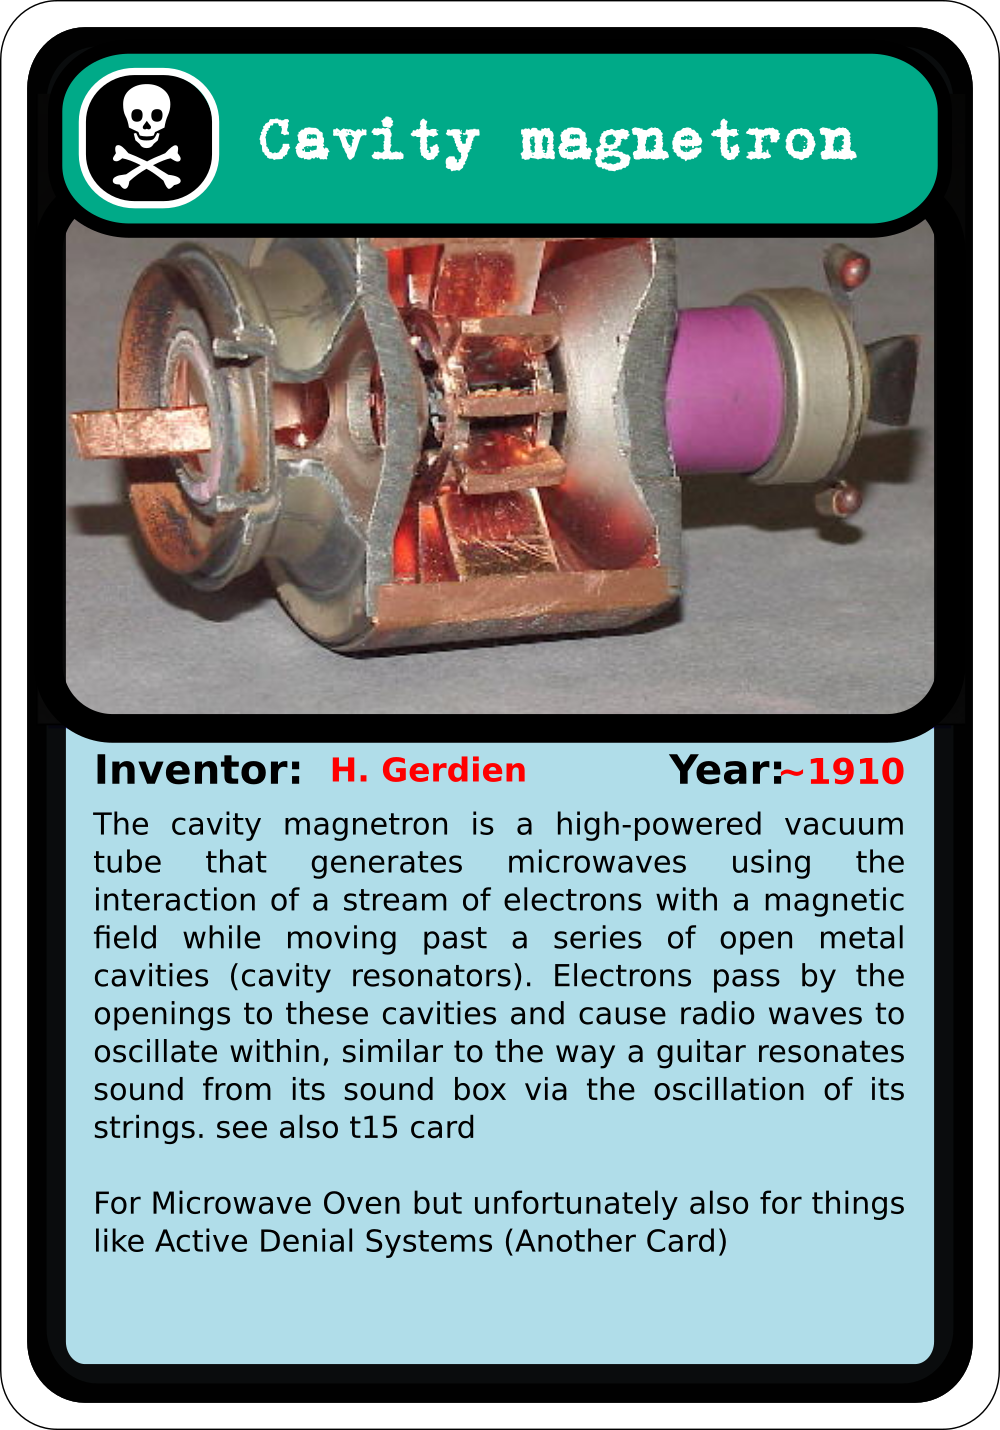 Cavity magnetron
Inventor: H. Gerdien Year:~1910
The cavity magnetron is a high-powered vacuum
tube that generates microwaves using the
interaction of a stream of electrons with a magnetic
field while moving past a series of open metal
cavities (cavity resonators). Electrons pass by the
openings to these cavities and cause radio waves to
oscillate within, similar to the way a guitar resonates
sound from its sound box via the oscillation of its
strings. see also t15 card
For Microwave Oven but unfortunately also for things
like Active Denial Systems (Another Card)